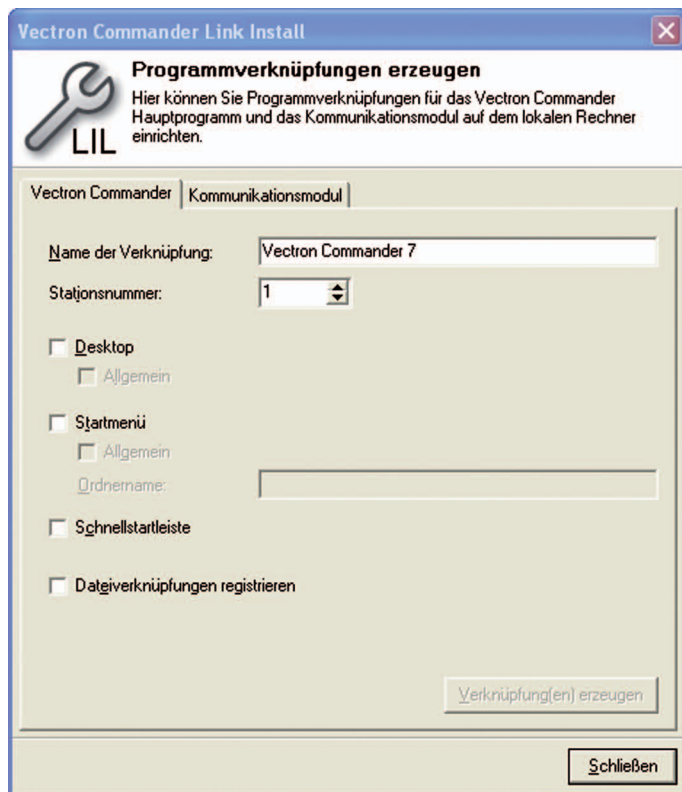 Vectron Commander Link Install
Programmverknüpfungen erzeugen
Hier können Sie Programmverknüpfungen für das Vectron Commander
Hauptprogramm und das Kommunikationsmodul auf dem lokalen Rechner
einrichten.
LIL
Vectron Commander
Kommunikationsmodul
Name der Verknüpfung:
Vectron Commander 7
Stationsnummer:
1
Desktop
Allgemein
Startmenü
Allgemein
Ordnername:
Schnellstartleiste
Dateiverknüpfungen registrieren
Verknüpfung(en) erzeugen
Schließen